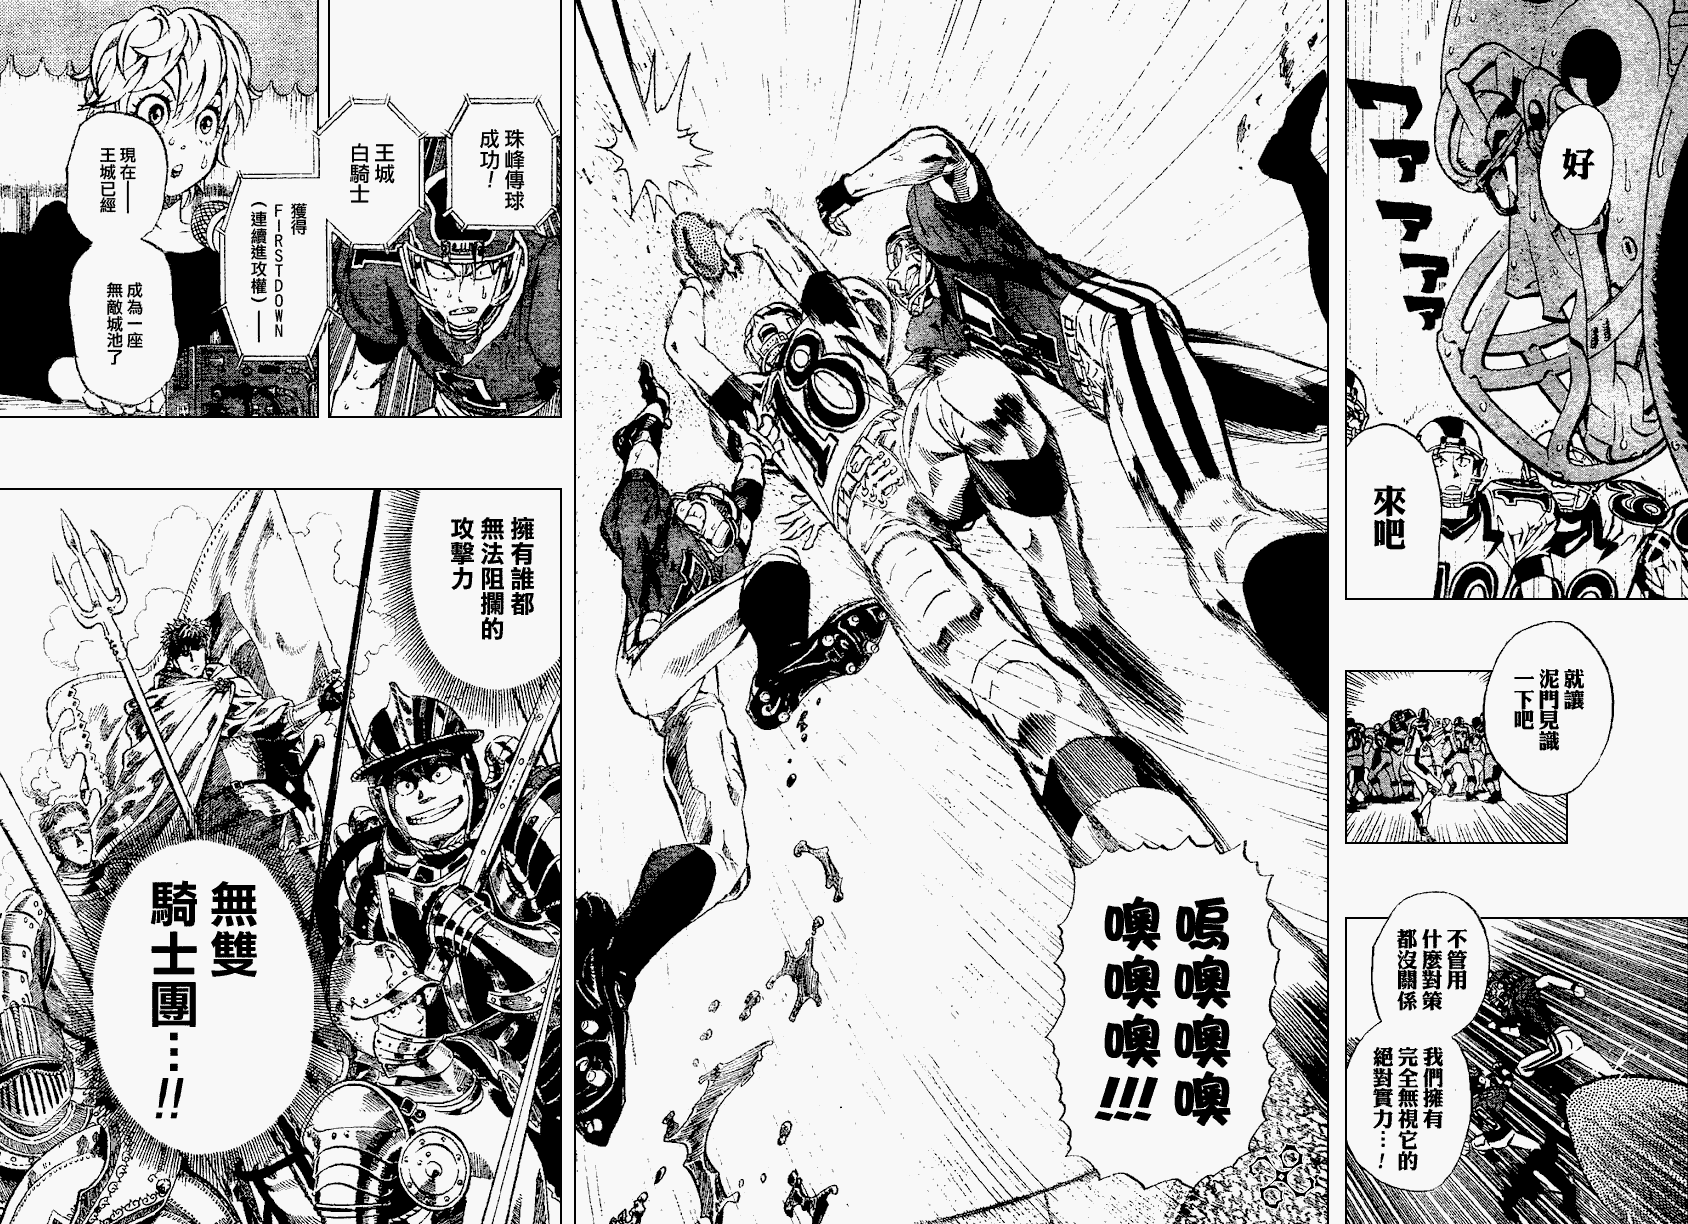 ワァァァァァ
好
來吧
就讓
泥門見識
一下吧
不管用
什麼對策
都沒關係
我們擁有
完全無視它的
絕對實力…！
嗚噢噢噢
噢噢噢!!!
珠峰傳球
成功！
王城
白騎士
獲得
FIRSTDOWN
(連續進攻權)——
現在——
王城已經
成為一座
無敵城池了
擁有誰都
無法阻攔的
攻擊力
無雙
騎士團…!!